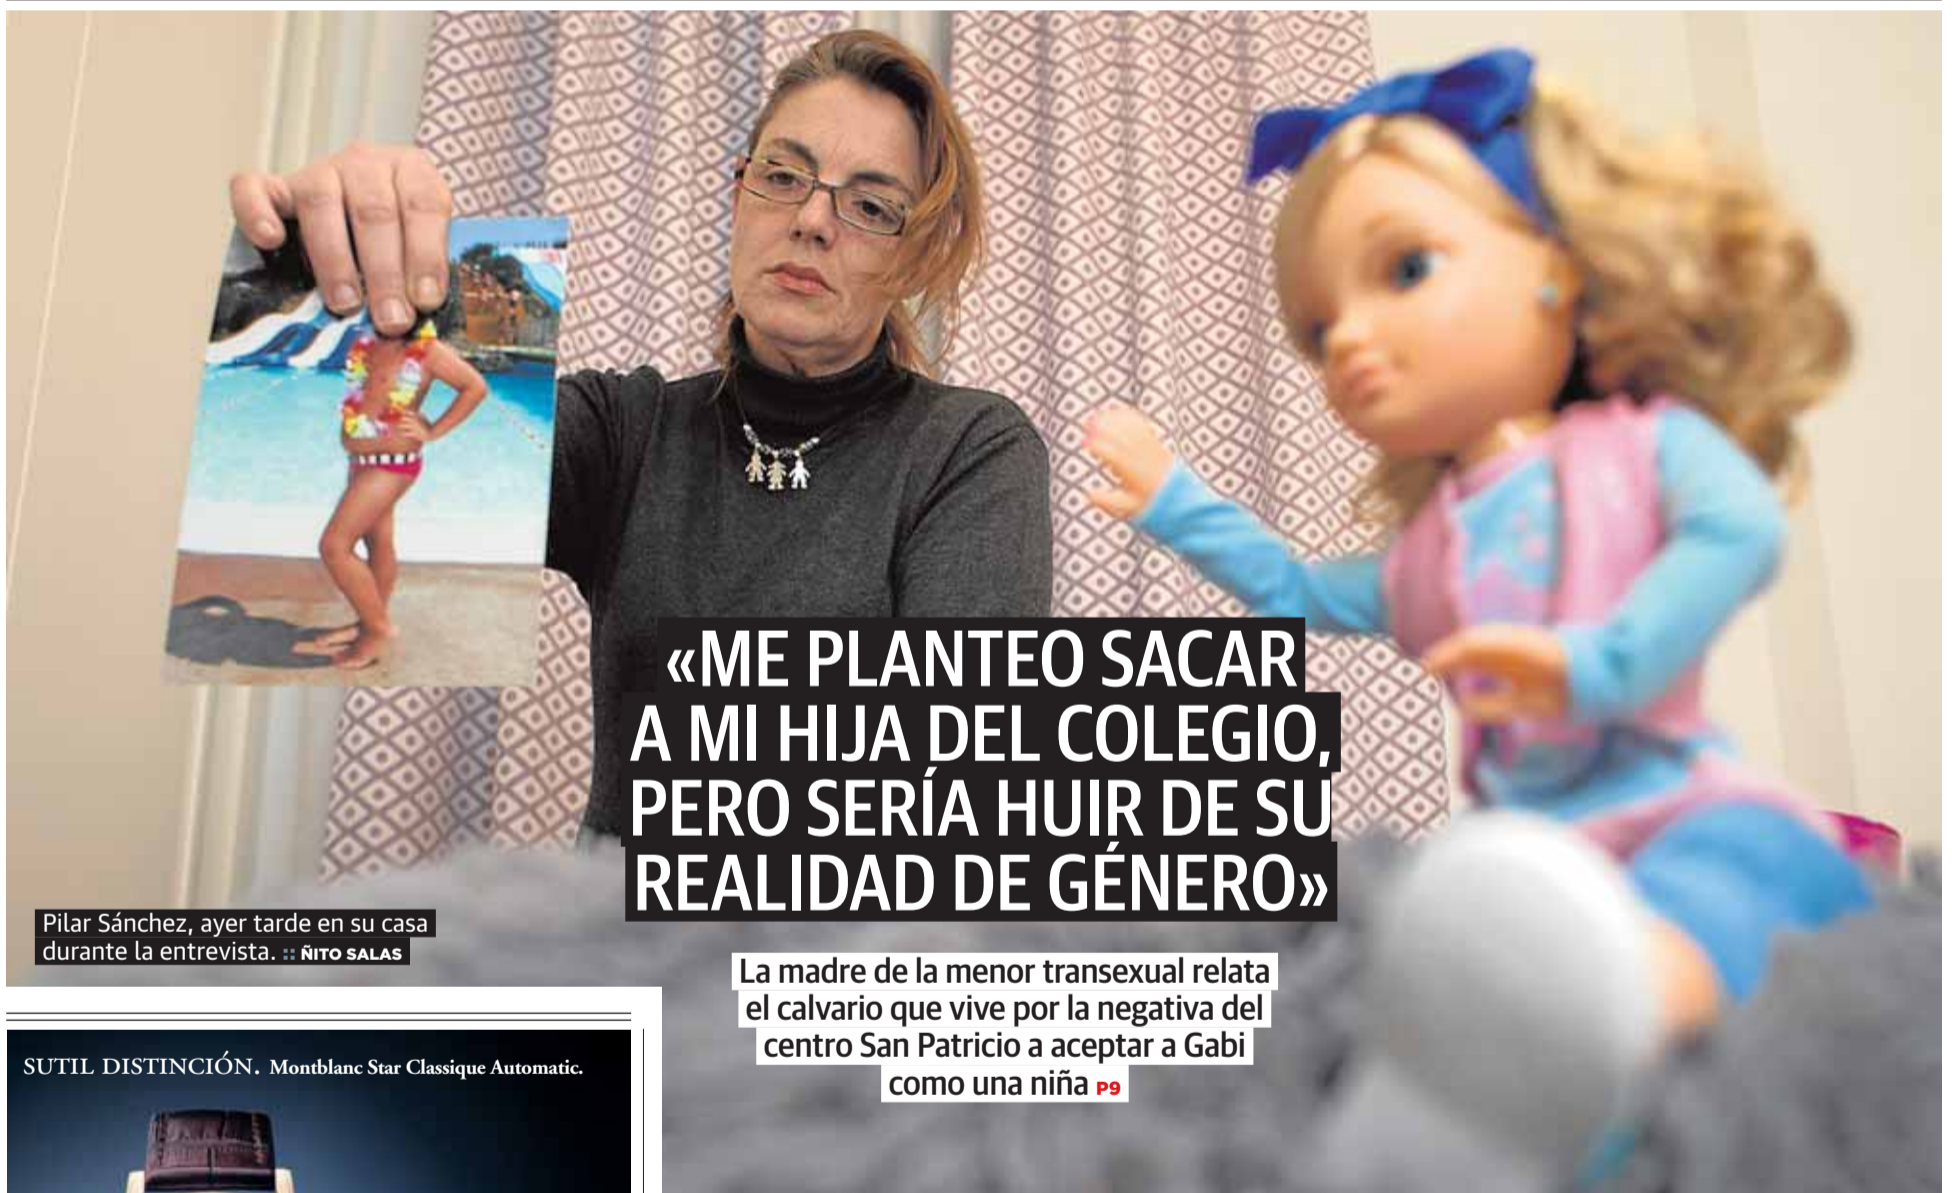 «ME PLANTEO SACAR
A MI HIJA DEL COLEGIO,
PERO SERÍA HUIR DE SU
REALIDAD DE GÉNERO»
Pilar Sánchez, ayer tarde en su casa
durante la entrevista. :: ÑITO SALAS
La madre de la menor transexual relata
el calvario que vive por la negativa del
centro San Patricio a aceptar a Gabi
como una niña P9
SUTIL DISTINCIÓN. Montblanc Star Classique Automatic.